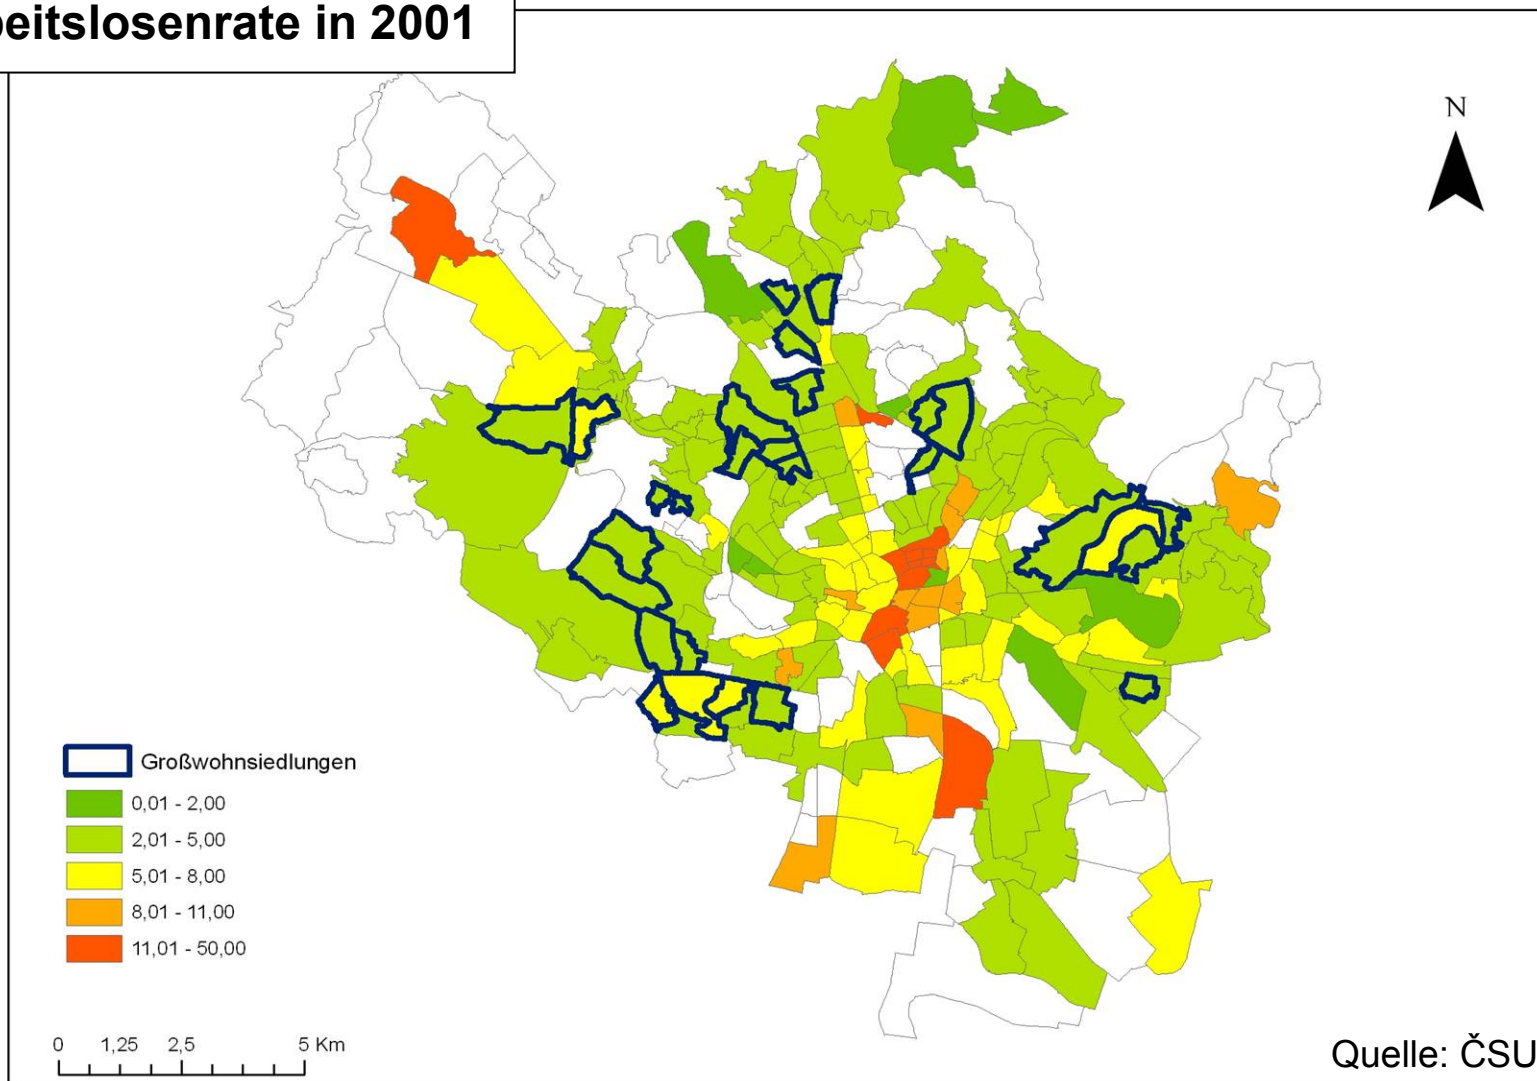 beitslosenrate in 2001
N
Großwohnsiedlungen
0,01 - 2,00
2,01 - 5,00
5,01 - 8,00
8,01 - 11,00
11,01 - 50,00
0 1,25 2,5 5 Km
Quelle: ČSU